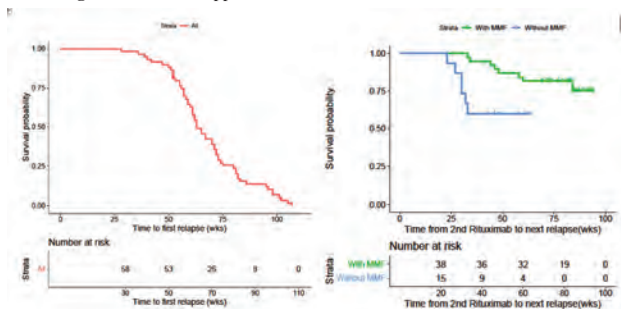 Strata All
Survival probability
1.00
0.75
0.50
0.25
0.00
0 25 50 75 100
Time to first relapse (wks)
Number at risk
Strata
All 58 53 25 9 0
30 50 70 90 110
Time to first relapse (wks)
Strata With MMF Without MMF
Survival probability
1.00
0.75
0.50
0.25
0.00
0 25 50 75 100
Time from 2nd Rituximab to next relapse(wks)
Number at risk
Strata
With MMF 38 36 32 19 0
Without MMF 15 9 4 0 0
20 40 60 80 100
Time from 2nd Rituximab to next relapse(wks)